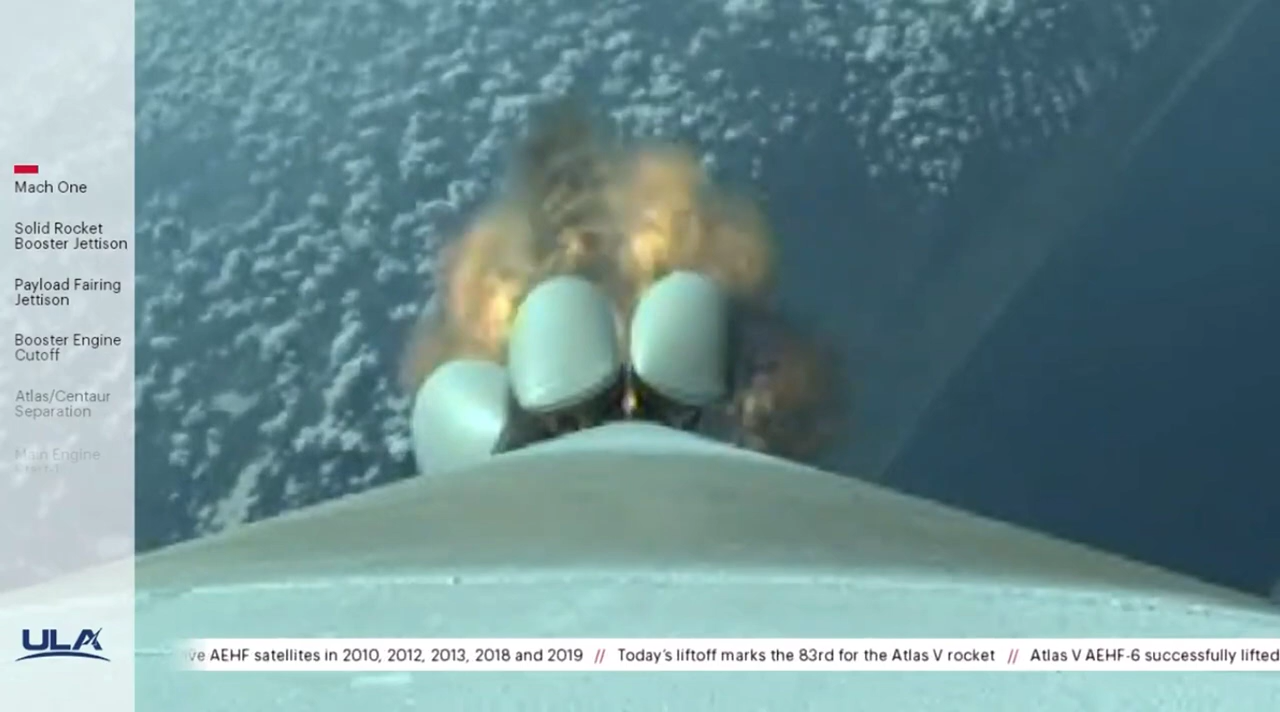 Mach One
Solid Rocket
Booster Jettison
Payload Fairing
Jettison
Booster Engine
Cutoff
Atlas/Centaur
Separation
Main Engine
ULA
AEHF satellites in 2010, 2012, 2013, 2018 and 2019 // Today's liftoff marks the 83rd for the Atlas V rocket // Atlas V AEHF-6 successfully lifted